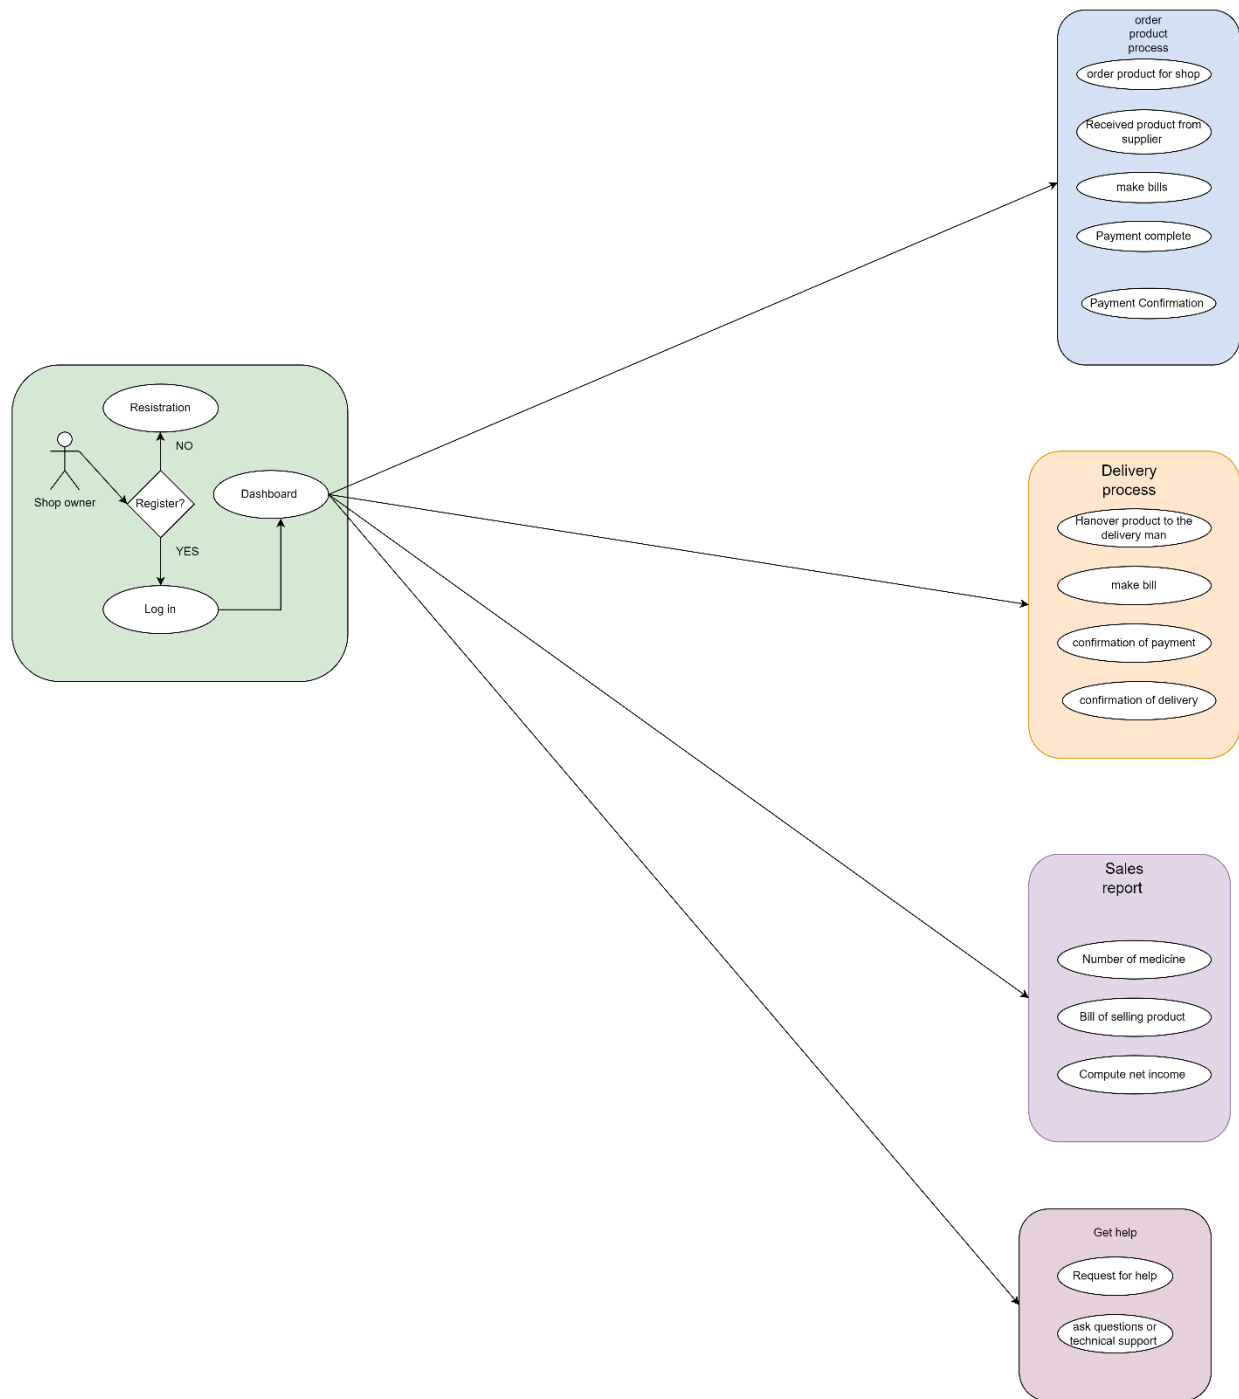 order
product
process
order product for shop
Received product from
supplier
make bills
Payment complete
Payment Confirmation
Resistration
NO
Shop owner
Register?
Dashboard
YES
Log in
Delivery
process
Hanover product to the
delivery man
make bill
confirmation of payment
confirmation of delivery
Sales
report
Number of medicine
Bill of selling product
Compute net income
Get help
Request for help
ask questions or
technical support